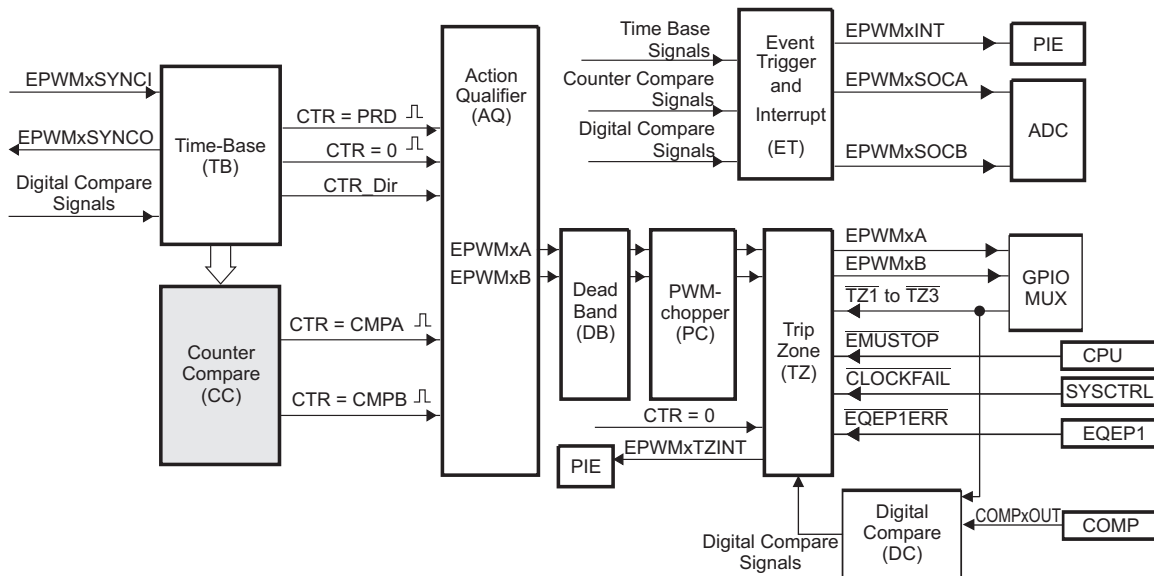 EPWMxSYNCI
EPWMxSYNCO
Digital Compare
Signals
Time-Base
(TB)
CTR = PRD
CTR = 0
CTR_Dir
Counter
Compare
(CC)
CTR = CMPA
CTR = CMPB
Action
Qualifier
(AQ)
EPWMxA
EPWMxB
Time Base
Signals
Counter Compare
Signals
Digital Compare
Signals
Event
Trigger
and
Interrupt
(ET)
EPWMxINT
EPWMxSOCA
EPWMxSOCB
PIE
ADC
Dead
Band
(DB)
PWM-
chopper
(PC)
Trip
Zone
(TZ)
EPWMxA
EPWMxB
TZ1 to TZ3
EMUSTOP
CLOCKFAIL
EQEP1ERR
GPIO
MUX
CPU
SYSCTRL
EQEP1
CTR = 0
EPWMxTZINT
PIE
Digital Compare
Signals
Digital
Compare
(DC)
COMPxOUT
COMP